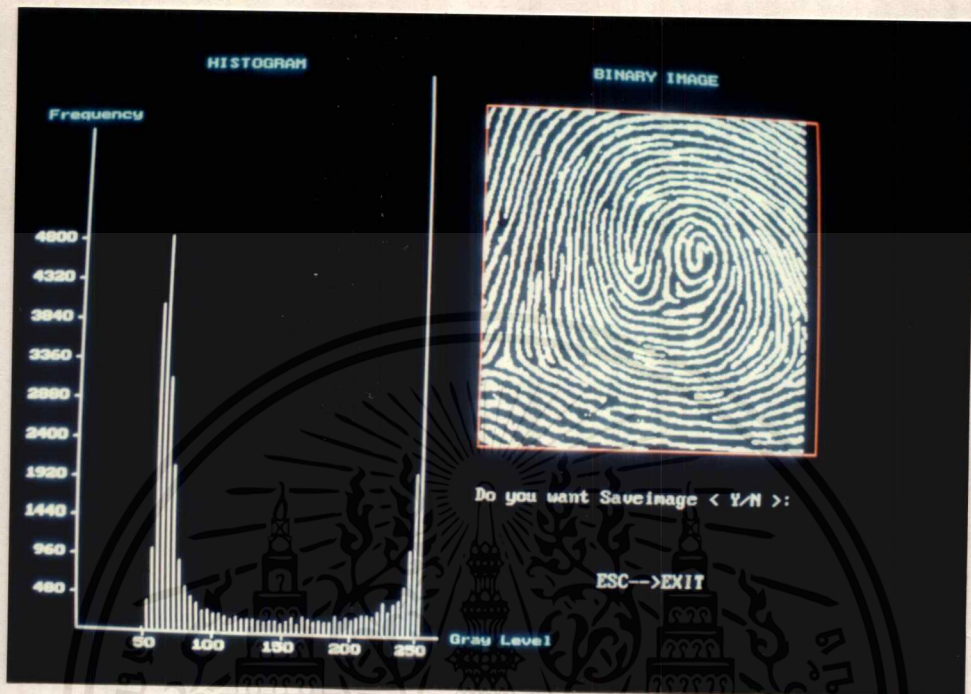 HISTOGRAM
BINARY IMAGE
Frequency
4800
4320
3840
3360
2880
2400
1920
1440
960
480
50
100
150
200
250
Gray Level
Do you want Saveimage < Y/N >:
ESC-->EXIT